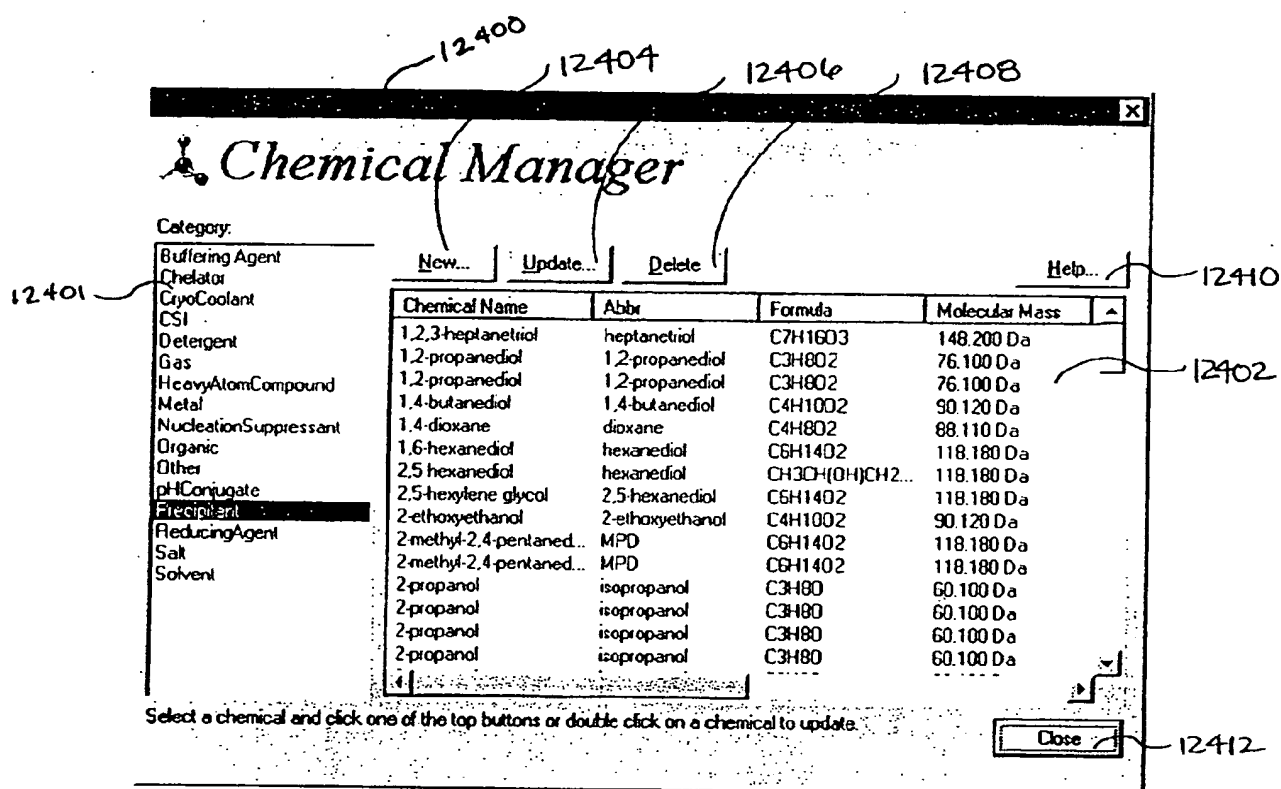 12400
12404
12406
12408
Chemical Manager
Category:
Buffering Agent
Chelator
CryoCoolant
CSI
Detergent
Gas
HeavyAtomCompound
Metal
NucleationSuppressant
Organic
Other
pHConjugate
Precipitent
ReducingAgent
Salt
Solvent
12401
New... Update... Delete Help...
12410
Chemical Name Abbr Formula Molecular Mass
1,2,3-heptanetriol heptanetriol C7H16O3 148.200 Da
1,2-propanediol 1,2-propanediol C3H8O2 76.100 Da
1,2-propanediol 1,2-propanediol C3H8O2 76.100 Da
1,4-butanediol 1,4-butanediol C4H10O2 90.120 Da
1,4-dioxane dioxane C4H8O2 88.110 Da
1,6-hexanediol hexanediol C6H14O2 118.180 Da
2,5 hexanediol hexanediol CH3CH(OH)CH2... 118.180 Da
2,5-hexylene glycol 2,5-hexanediol C6H14O2 118.180 Da
2-ethoxyethanol 2-ethoxyethanol C4H10O2 90.120 Da
2-methyl-2,4-pentaned... MPD C6H14O2 118.180 Da
2-methyl-2,4-pentaned... MPD C6H14O2 118.180 Da
2-propanol isopropanol C3H8O 60.100 Da
2-propanol isopropanol C3H8O 60.100 Da
2-propanol isopropanol C3H8O 60.100 Da
2-propanol isopropanol C3H8O 60.100 Da
12402
Select a chemical and click one of the top buttons or double click on a chemical to update.
Close
12412